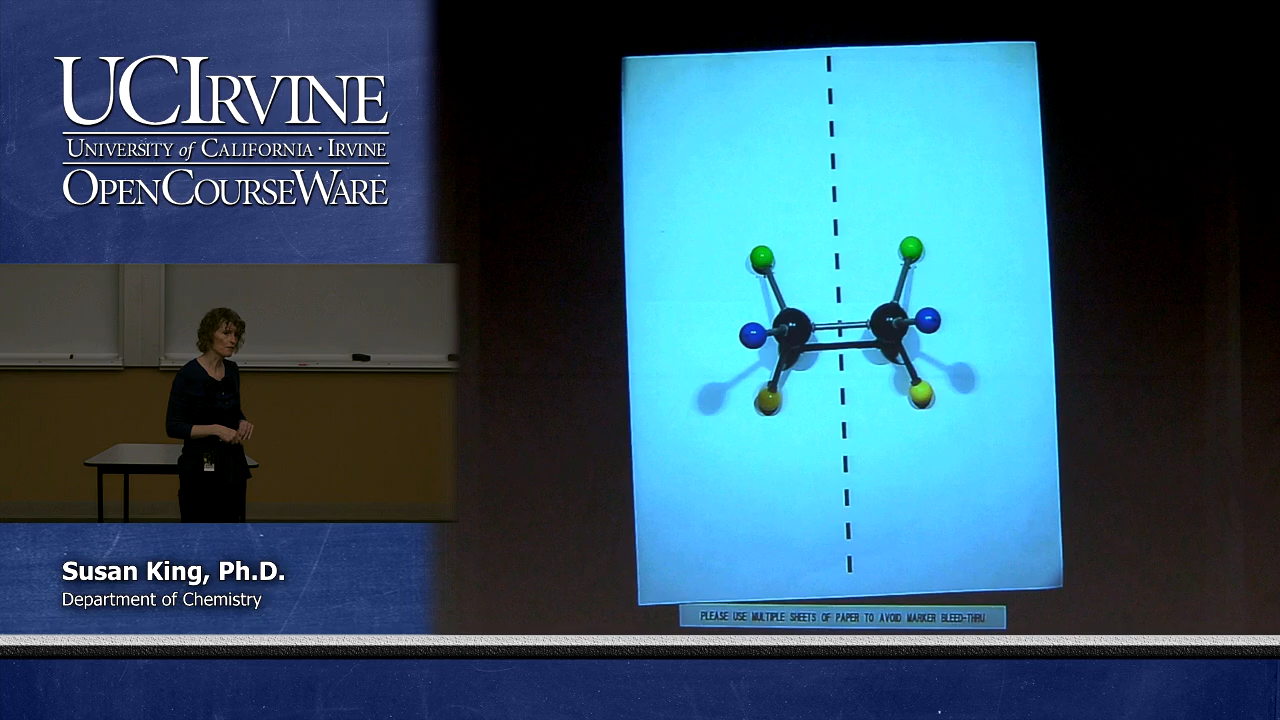 UCIRVINE
UNIVERSITY of CALIFORNIA · IRVINE
OPENCOURSEWARE
Susan King, Ph.D.
Department of Chemistry
PLEASE USE MULTIPLE SHEETS OF PAPER TO AVOID MARKER BLEED-THRU